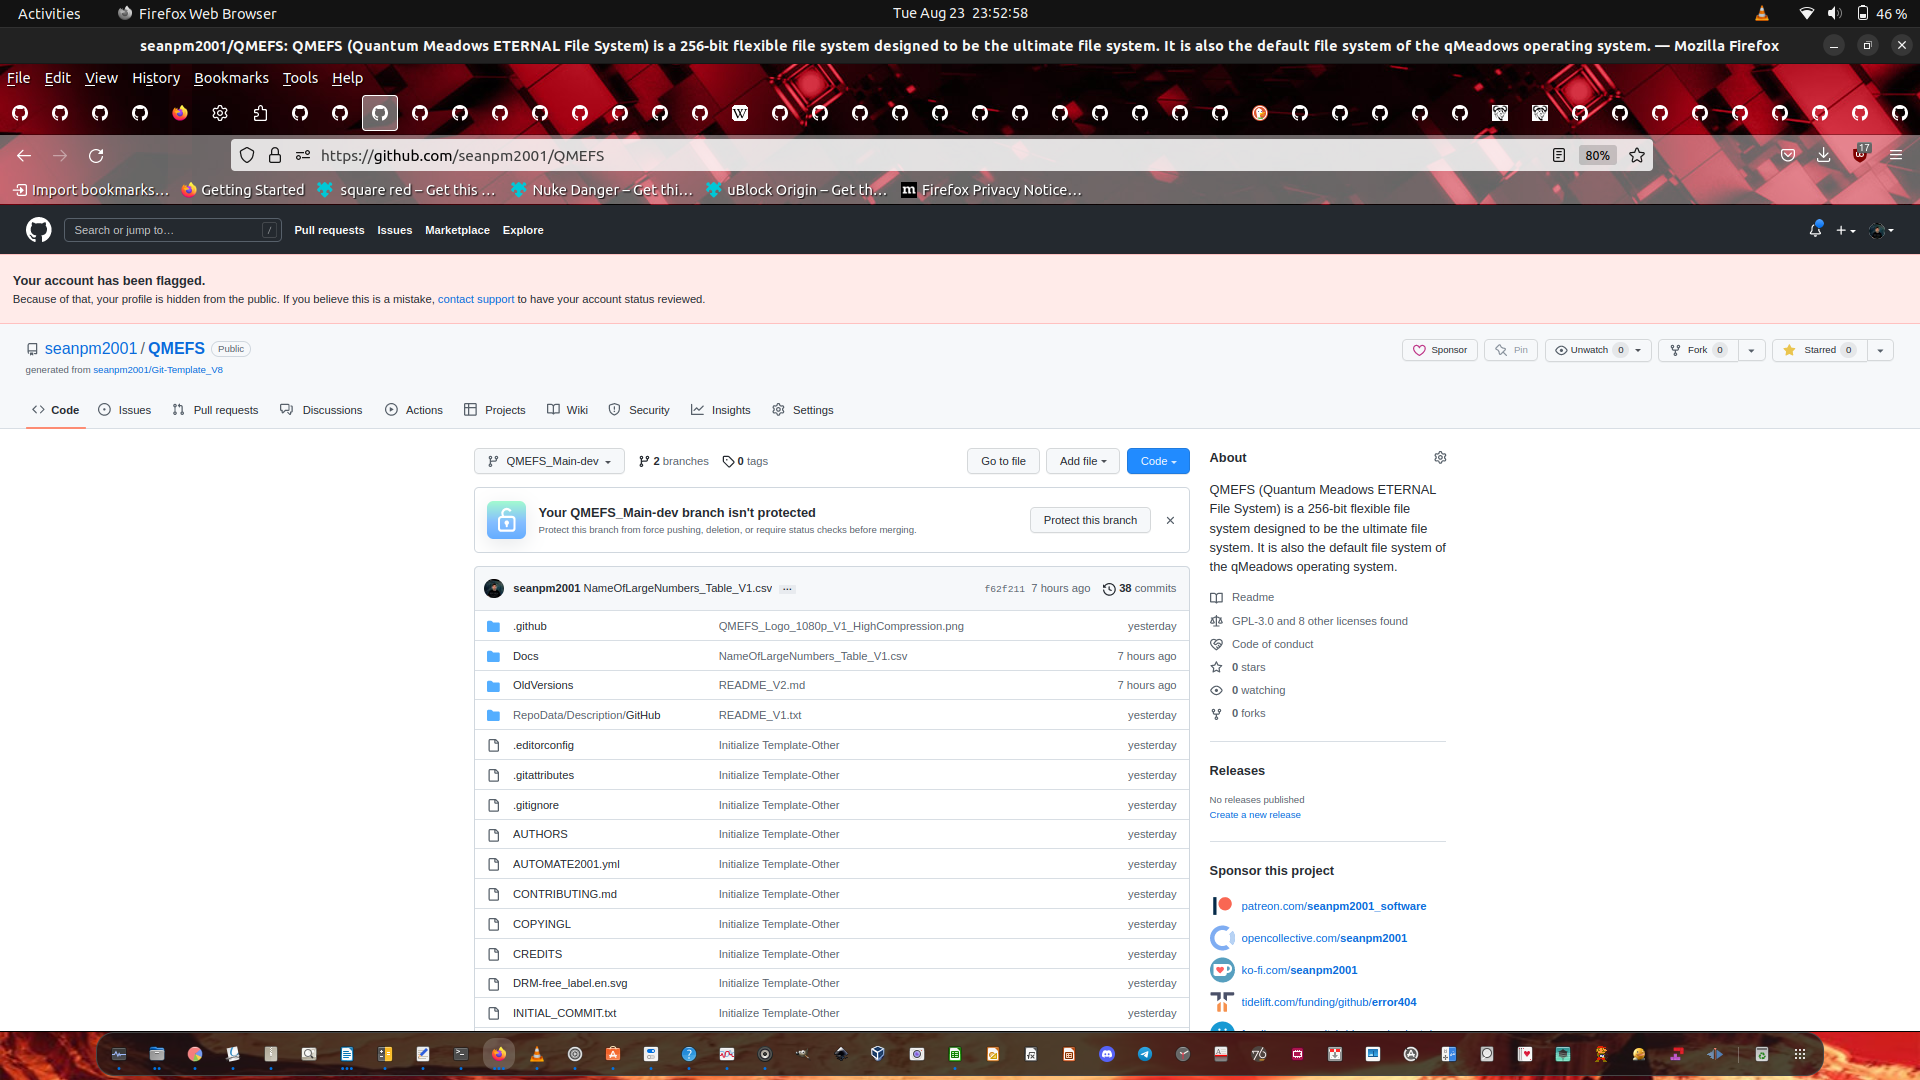 Activities
Firefox Web Browser
Tue Aug 23 23:52:58
46 %
seanpm2001/QMEFS: QMEFS (Quantum Meadows ETERNAL File System) is a 256-bit flexible file system designed to be the ultimate file system. It is also the default file system of the qMeadows operating system. — Mozilla Firefox
File Edit View History Bookmarks Tools Help
https://github.com/seanpm2001/QMEFS
80%
17
Import bookmarks…
Getting Started
square red – Get this …
Nuke Danger – Get thi…
uBlock Origin – Get th…
Firefox Privacy Notice…
Search or jump to…
/
Pull requests
Issues
Marketplace
Explore
Your account has been flagged.
Because of that, your profile is hidden from the public. If you believe this is a mistake, contact support to have your account status reviewed.
seanpm2001 / QMEFS
Public
generated from seanpm2001/Git-Template_V8
Sponsor
Pin
Unwatch 0
Fork 0
Starred 0
Code
Issues
Pull requests
Discussions
Actions
Projects
Wiki
Security
Insights
Settings
QMEFS_Main-dev
2 branches
0 tags
Go to file
Add file
Code
Your QMEFS_Main-dev branch isn't protected
Protect this branch from force pushing, deletion, or require status checks before merging.
Protect this branch
seanpm2001 NameOfLargeNumbers_Table_V1.csv …
f62f211 7 hours ago
38 commits
.github QMEFS_Logo_1080p_V1_HighCompression.png yesterday
Docs NameOfLargeNumbers_Table_V1.csv 7 hours ago
OldVersions README_V2.md 7 hours ago
RepoData/Description/GitHub README_V1.txt yesterday
.editorconfig Initialize Template-Other yesterday
.gitattributes Initialize Template-Other yesterday
.gitignore Initialize Template-Other yesterday
AUTHORS Initialize Template-Other yesterday
AUTOMATE2001.yml Initialize Template-Other yesterday
CONTRIBUTING.md Initialize Template-Other yesterday
COPYINGL Initialize Template-Other yesterday
CREDITS Initialize Template-Other yesterday
DRM-free_label.en.svg Initialize Template-Other yesterday
INITIAL_COMMIT.txt Initialize Template-Other yesterday
About
QMEFS (Quantum Meadows ETERNAL
File System) is a 256-bit flexible file
system designed to be the ultimate file
system. It is also the default file system of
the qMeadows operating system.
Readme
GPL-3.0 and 8 other licenses found
Code of conduct
0 stars
0 watching
0 forks
Releases
No releases published
Create a new release
Sponsor this project
patreon.com/seanpm2001_software
opencollective.com/seanpm2001
ko-fi.com/seanpm2001
tidelift.com/funding/github/error404